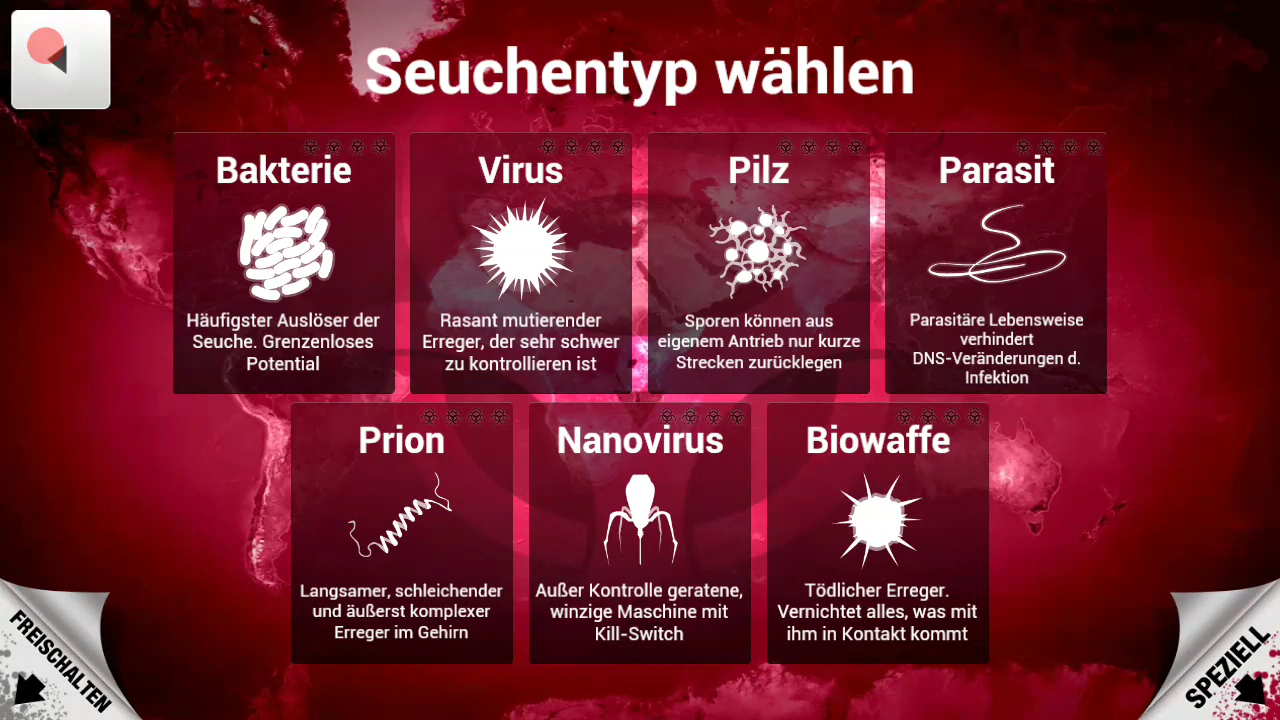 Seuchentyp wählen
Bakterie
Häufigster Auslöser der
Seuche. Grenzenloses
Potential
Virus
Rasant mutierender
Erreger, der sehr schwer
zu kontrollieren ist
Pilz
Sporen können aus
eigenem Antrieb nur kurze
Strecken zurücklegen
Parasit
Parasitäre Lebensweise
verhindert
DNS-Veränderungen d.
Infektion
Prion
Langsamer, schleichender
und äußerst komplexer
Erreger im Gehirn
Nanovirus
Außer Kontrolle geratene,
winzige Maschine mit
Kill-Switch
Biowaffe
Tödlicher Erreger.
Vernichtet alles, was mit
ihm in Kontakt kommt
FREISCHALTEN
SPEZIELL